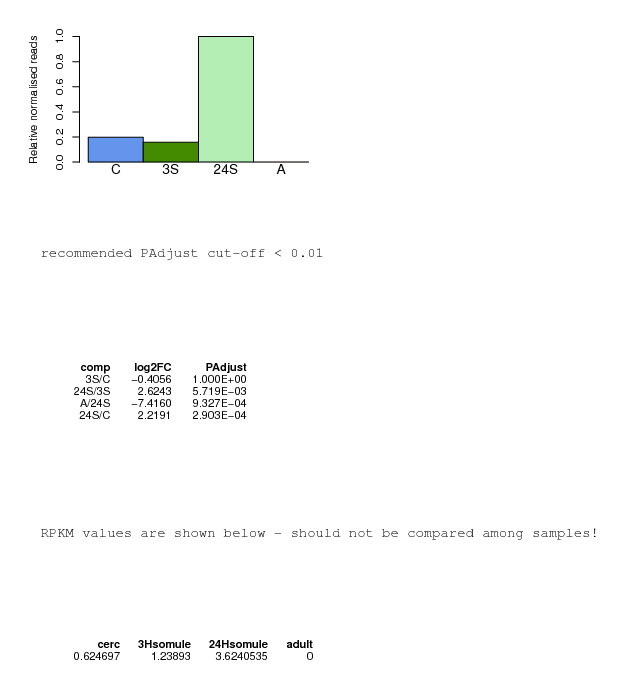 Relative normalised reads
1.0
0.8
0.6
0.4
0.2
0.0
C 3S 24S A
recommended PAdjust cut-off < 0.01
comp log2FC PAdjust
3S/C −0.4056 1.000E+00
24S/3S 2.6243 5.719E−03
A/24S −7.4160 9.327E−04
24S/C 2.2191 2.903E−04
RPKM values are shown below - should not be compared among samples!
cerc 3Hsomule 24Hsomule adult
0.624697 1.23893 3.6240535 0